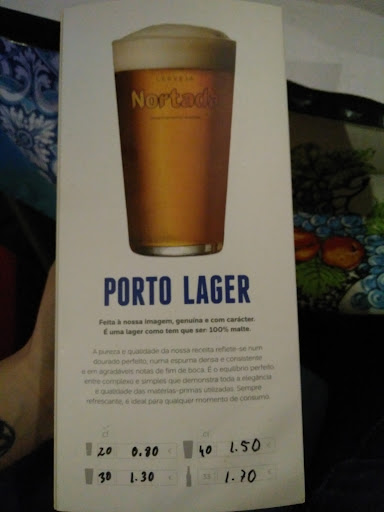 CERVEJA
Nortada
PORTO LAGER
Feita à nossa imagem, genuína e com carácter.
É uma lager como tem que ser: 100% malte.
A pureza e qualidade da nossa receita reflete-se num
dourado perfeito, numa espuma densa e consistente
e em agradáveis notas de fim de boca. É o equilíbrio perfeito
entre complexo e simples que demonstra toda a elegância
e qualidade das matérias-primas utilizadas. Sempre
refrescante, é ideal para qualquer momento de consumo.
cl cl
20 0.80 € 40 1.50 €
30 1.30 € 33 1.70 €